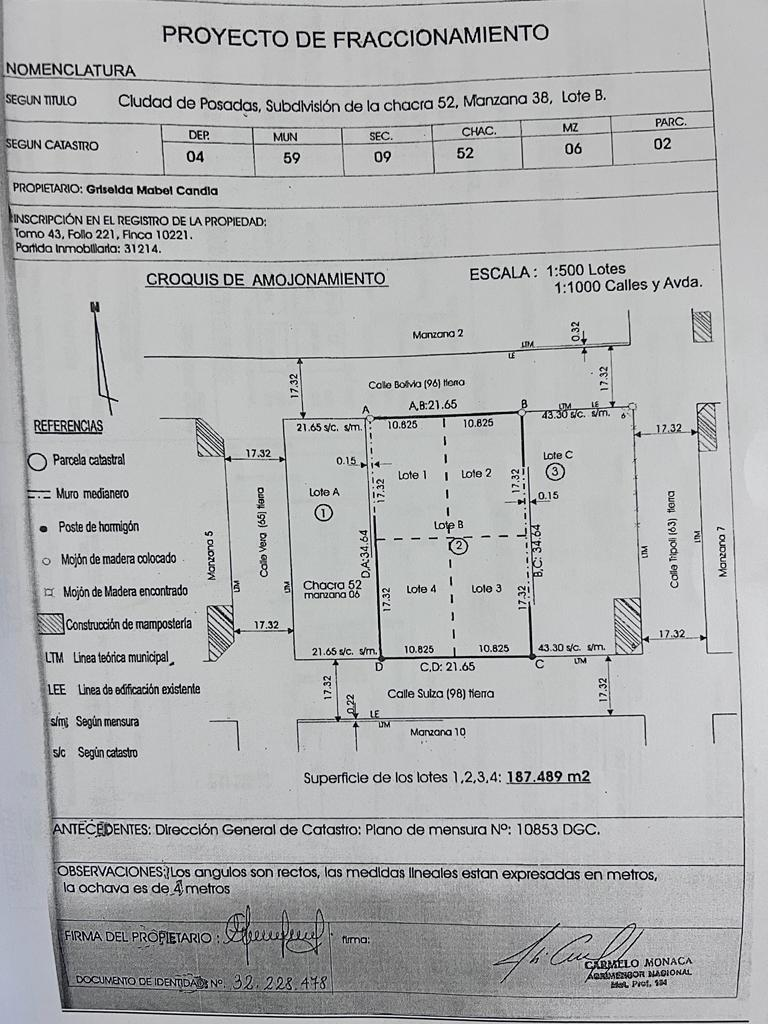 PROYECTO DE FRACCIONAMIENTO
NOMENCLATURA
SEGUN TITULO Ciudad de Posadas, Subdivisión de la chacra 52, Manzana 38, Lote B.
SEGUN CATASTRO
DEP. MUN SEC. CHAC. MZ PARC.
04 59 09 52 06 02
PROPIETARIO: Griselda Mabel Candia
INSCRIPCIÓN EN EL REGISTRO DE LA PROPIEDAD:
Tomo 43, Folio 221, Finca 10221.
Partida Inmobiliaria: 31214.
CROQUIS DE AMOJONAMIENTO
ESCALA: 1:500 Lotes
1:1000 Calles y Avda.
N
Manzana 2
LTM
LE
0.32
17.32
17.32
Calle Bolivia (96) tierra
A
A,B:21.65
B
LTM
LE
21.65 s/c. s/m.
10.825
10.825
43.30 s/c. s/m.
6
REFERENCIAS
Parcela catastral
Muro medianero
Poste de hormigón
Mojón de madera colocado
Mojón de Madera encontrado
Construcción de mampostería
LTM Linea teórica municipal
LEE Linea de edificación existente
s/m Según mensura
s/c Según catastro
17.32
17.32
0.15
Lote 1
Lote 2
Lote C
3
17.32
17.32
0.15
Lote A
1
Manzana 5
Calle Vera (65) tierra
LTM
LTM
D,A:34.64
Lote B
2
B,C: 34.64
LTM
Calle Tripoli (63) tierra
LTM
Manzana 7
Chacra 52
manzana 06
17.32
Lote 4
Lote 3
17.32
17.32
17.32
21.65 s/c. s/m.
10.825
10.825
43.30 s/c. s/m.
D
C,D: 21.65
C
LTM
17.32
Calle Suiza (98) tierra
17.32
0.22
LE
LTM
Manzana 10
Superficie de los lotes 1,2,3,4: 187.489 m2
ANTECEDENTES: Dirección General de Catastro: Plano de mensura Nº: 10853 DGC.
OBSERVACIONES: Los angulos son rectos, las medidas lineales estan expresadas en metros,
la ochava es de 4 metros
FIRMA DEL PROPIETARIO: firma:
DOCUMENTO DE IDENTIDAD Nº. 32.228.478
CARMELO MONACA
AGRIMENSOR NACIONAL
Mat. Prof. 184